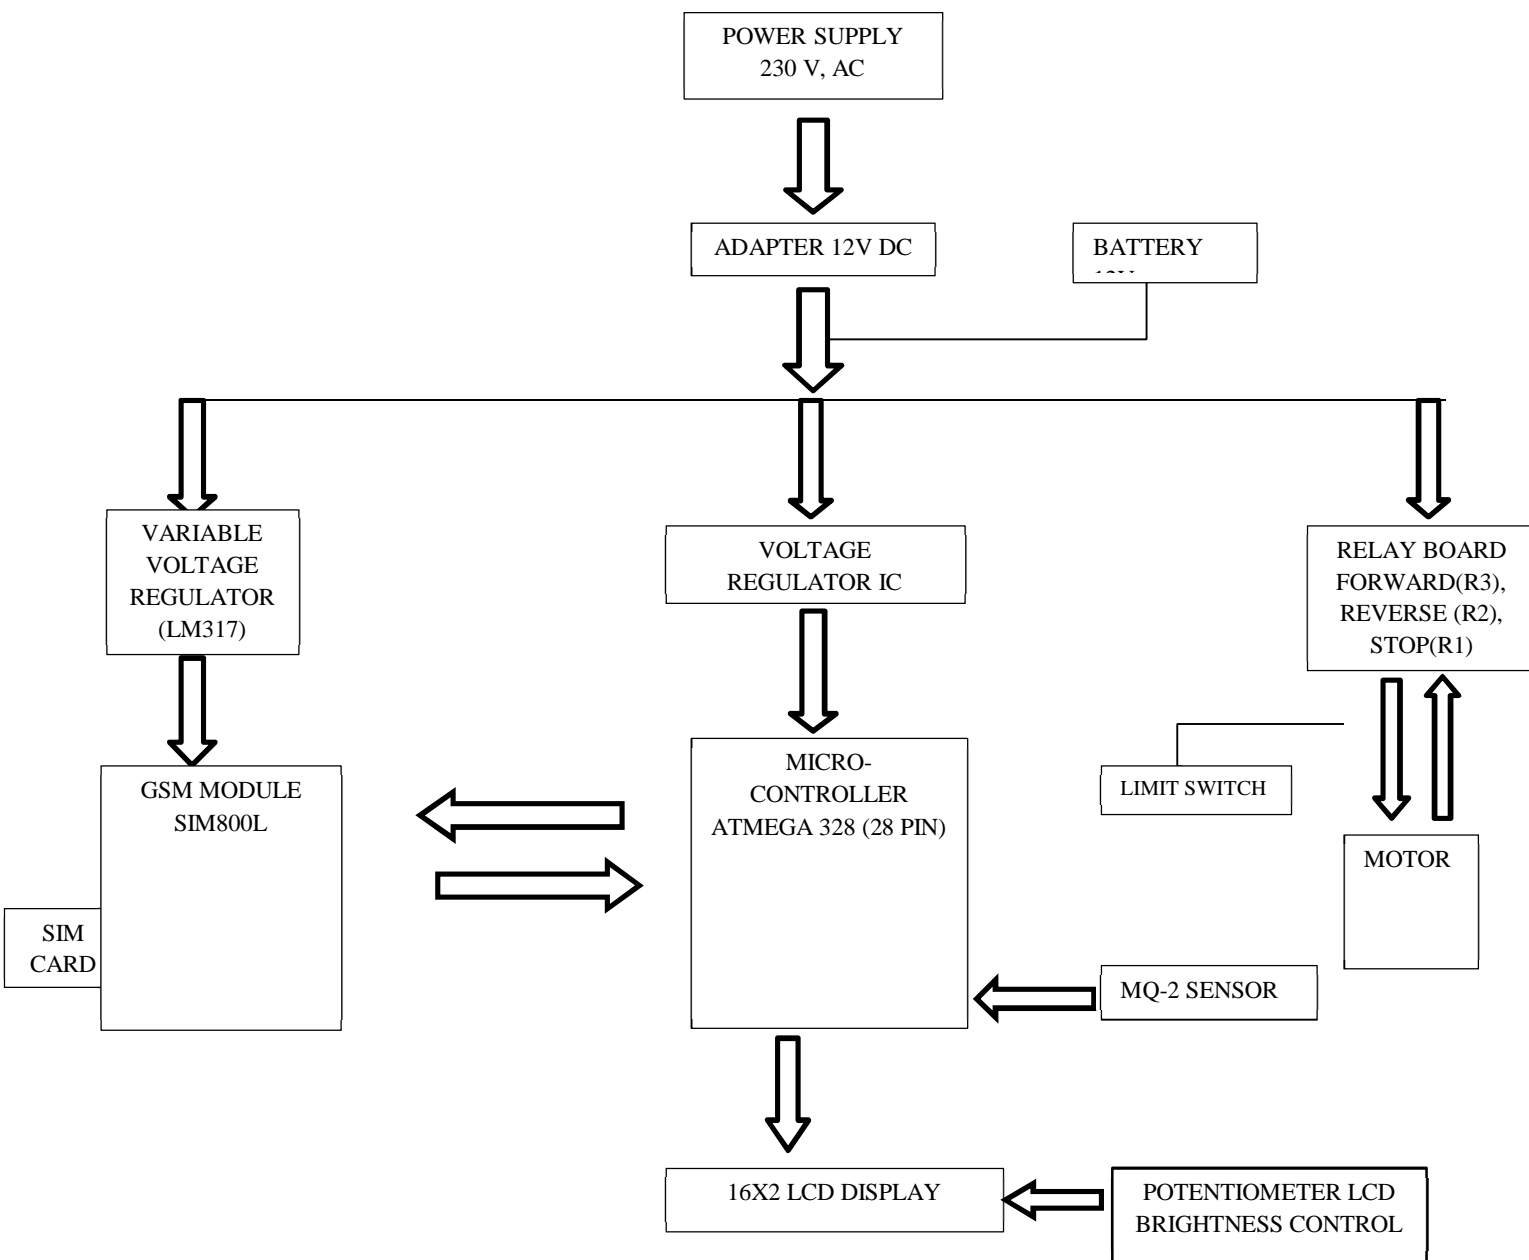 POWER SUPPLY
230 V, AC
ADAPTER 12V DC
BATTERY
VARIABLE
VOLTAGE
REGULATOR
(LM317)
VOLTAGE
REGULATOR IC
RELAY BOARD
FORWARD(R3),
REVERSE (R2),
STOP(R1)
GSM MODULE
SIM800L
MICRO-
CONTROLLER
ATMEGA 328 (28 PIN)
LIMIT SWITCH
MOTOR
SIM
CARD
MQ-2 SENSOR
16X2 LCD DISPLAY
POTENTIOMETER LCD
BRIGHTNESS CONTROL